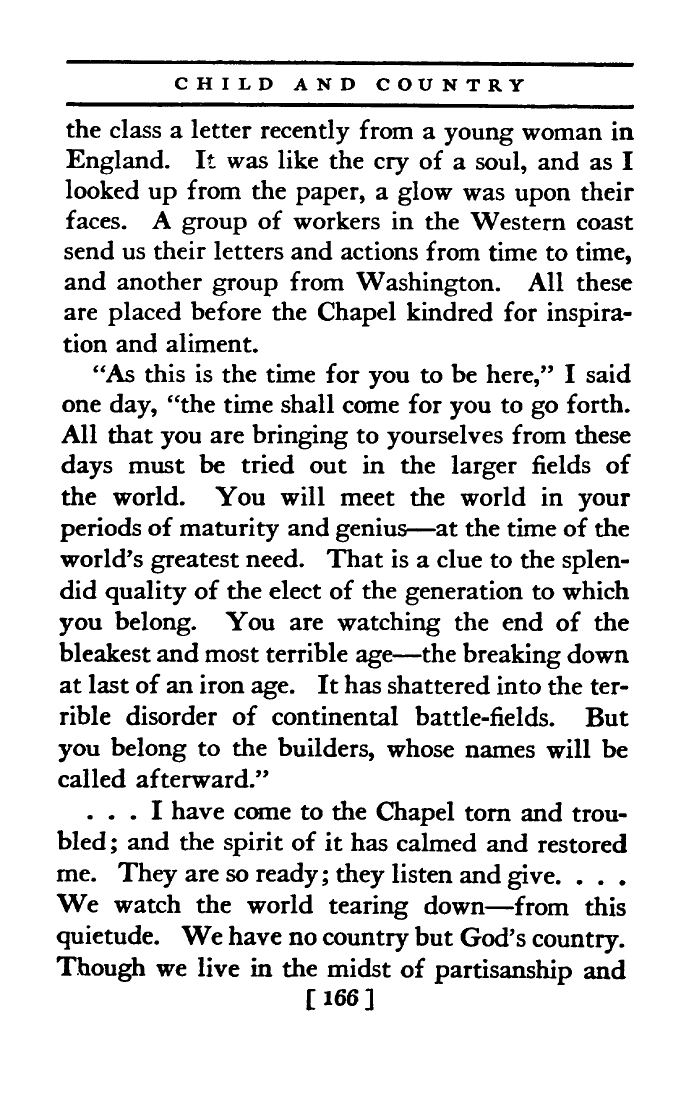 CHILD AND COUNTRY
the class a letter recently from a young woman in
England. It was like the cry of a soul, and as I
looked up from the paper, a glow was upon their
faces. A group of workers in the Western coast
send us their letters and actions from time to time,
and another group from Washington. All these
are placed before the Chapel kindred for inspira-
tion and aliment.
“As this is the time for you to be here,” I said
one day, “the time shall come for you to go forth.
All that you are bringing to yourselves from these
days must be tried out in the larger fields of
the world. You will meet the world in your
periods of maturity and genius—at the time of the
world’s greatest need. That is a clue to the splen-
did quality of the elect of the generation to which
you belong. You are watching the end of the
bleakest and most terrible age—the breaking down
at last of an iron age. It has shattered into the ter-
rible disorder of continental battle-fields. But
you belong to the builders, whose names will be
called afterward.”
. . . I have come to the Chapel torn and trou-
bled; and the spirit of it has calmed and restored
me. They are so ready; they listen and give. . . .
We watch the world tearing down—from this
quietude. We have no country but God’s country.
Though we live in the midst of partisanship and
[ 166 ]